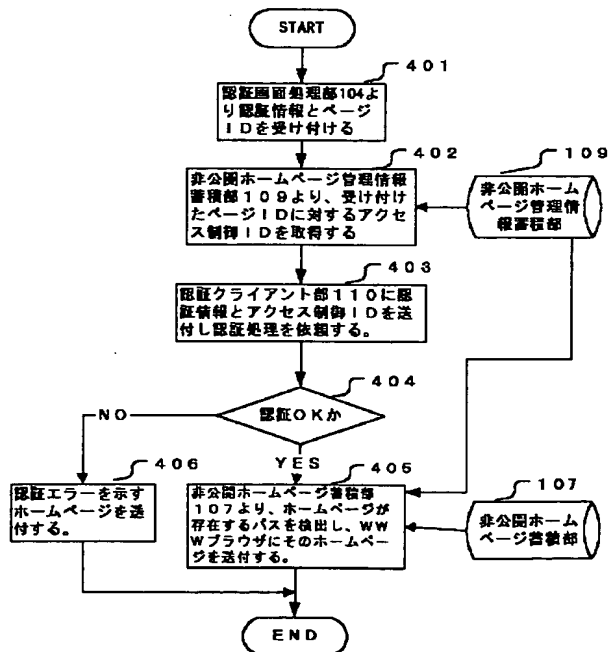 START
401
認証画面処理部104よ
り認証情報とページ
IDを受け付ける
402
109
非公開ホームページ管理情報
蓄積部109より、受け付け
たページIDに対するアクセ
ス制御IDを取得する
非公開ホーム
ページ管理情
報蓄積部
403
認証クライアント部110に認
証情報とアクセス制御IDを送
付し認証処理を依頼する。
404
認証OKか
NO
YES
406
405
107
認証エラーを示す
ホームページを送
付する。
非公開ホームページ蓄積部
107より、ホームページが
存在するパスを検出し、WW
Wブラウザにそのホームペー
ジを送付する。
非公開ホーム
ページ蓄積部
END